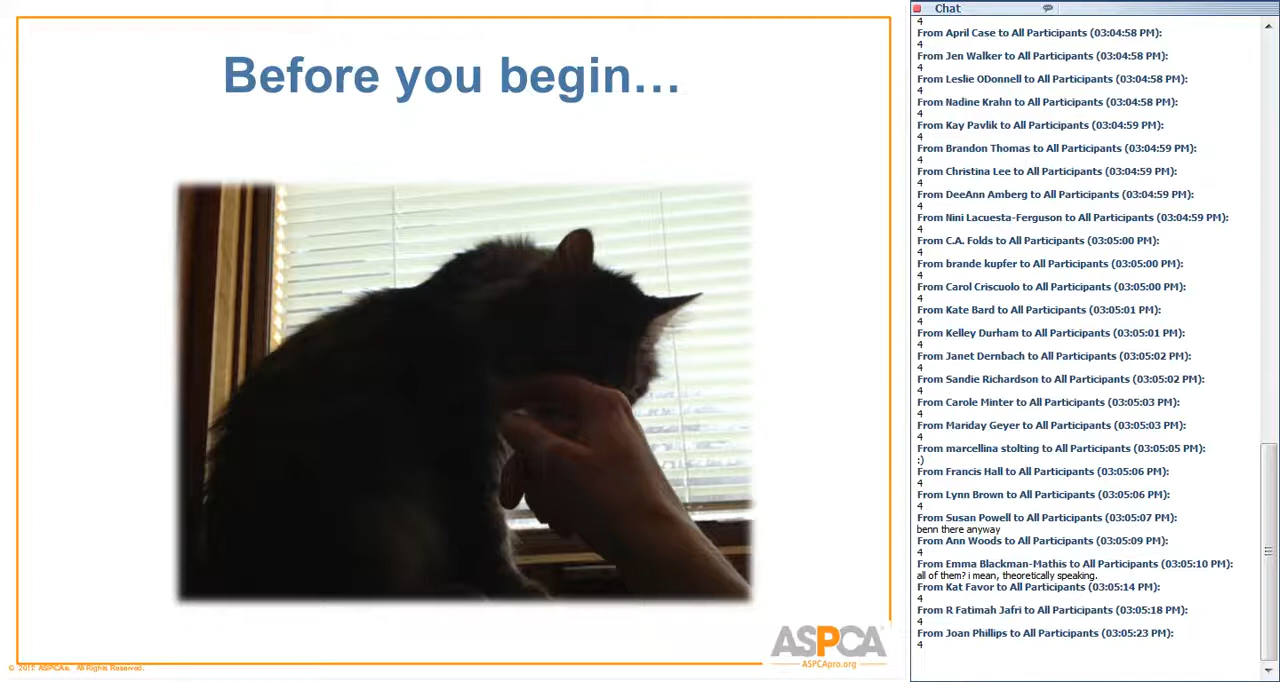 Before you begin...
ASPCA
ASPCApro.org
ASPCA®. All Rights Reserved.
Chat
4
From April Case to All Participants (03:04:58 PM):
4
From Jen Walker to All Participants (03:04:58 PM):
4
From Leslie ODonnell to All Participants (03:04:58 PM):
4
From Nadine Krahn to All Participants (03:04:58 PM):
4
From Kay Pavlik to All Participants (03:04:59 PM):
4
From Brandon Thomas to All Participants (03:04:59 PM):
4
From Christina Lee to All Participants (03:04:59 PM):
4
From DeeAnn Amberg to All Participants (03:04:59 PM):
4
From Nini Lacuesta-Ferguson to All Participants (03:04:59 PM):
4
From C.A. Folds to All Participants (03:05:00 PM):
4
From brande kupfer to All Participants (03:05:00 PM):
4
From Carol Criscuolo to All Participants (03:05:00 PM):
4
From Kate Bard to All Participants (03:05:01 PM):
4
From Kelley Durham to All Participants (03:05:01 PM):
4
From Janet Dernbach to All Participants (03:05:02 PM):
4
From Sandie Richardson to All Participants (03:05:02 PM):
4
From Carole Minter to All Participants (03:05:03 PM):
4
From Mariday Geyer to All Participants (03:05:03 PM):
4
From marcellina stolting to All Participants (03:05:05 PM):
:)
From Francis Hall to All Participants (03:05:06 PM):
4
From Lynn Brown to All Participants (03:05:06 PM):
4
From Susan Powell to All Participants (03:05:07 PM):
benn there anyway
From Ann Woods to All Participants (03:05:09 PM):
4
From Emma Blackman-Mathis to All Participants (03:05:10 PM):
all of them? i mean, theoretically speaking.
From Kat Favor to All Participants (03:05:14 PM):
4
From R Fatimah Jafri to All Participants (03:05:18 PM):
4
From Joan Phillips to All Participants (03:05:23 PM):
4